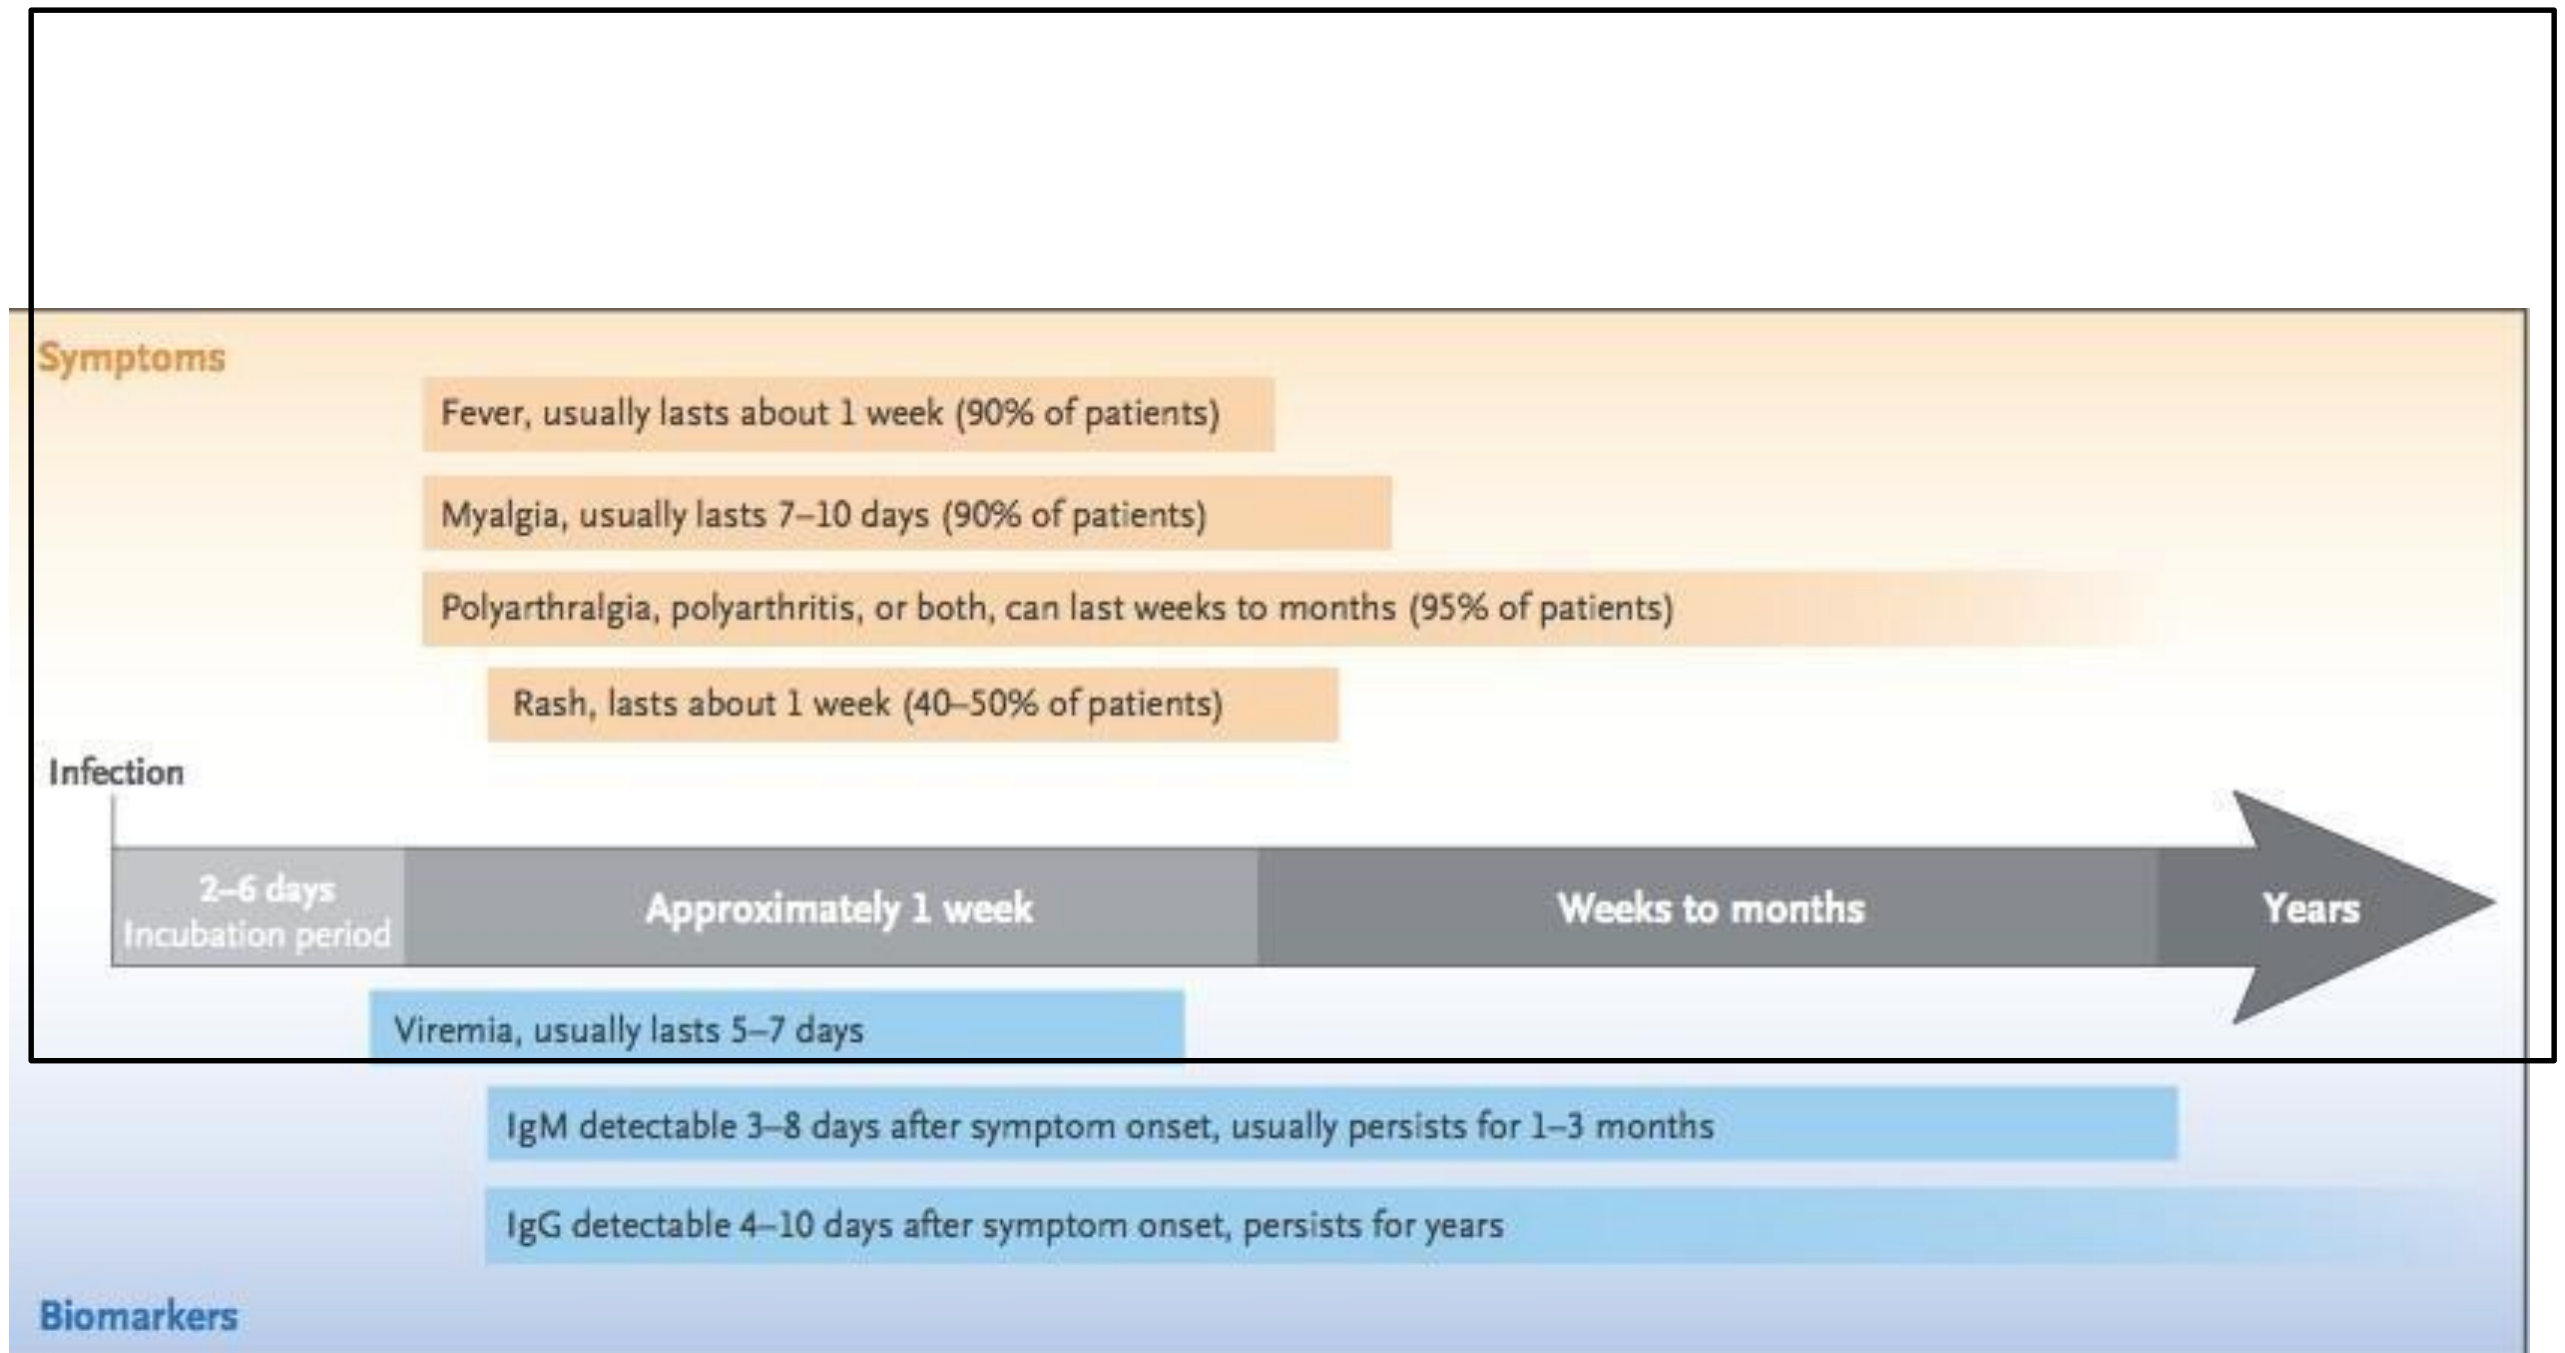 Symptoms
Fever, usually lasts about 1 week (90% of patients)
Myalgia, usually lasts 7–10 days (90% of patients)
Polyarthralgia, polyarthritis, or both, can last weeks to months (95% of patients)
Rash, lasts about 1 week (40–50% of patients)
Infection
2–6 days
Incubation period
Approximately 1 week
Weeks to months
Years
Viremia, usually lasts 5–7 days
IgM detectable 3–8 days after symptom onset, usually persists for 1–3 months
IgG detectable 4–10 days after symptom onset, persists for years
Biomarkers